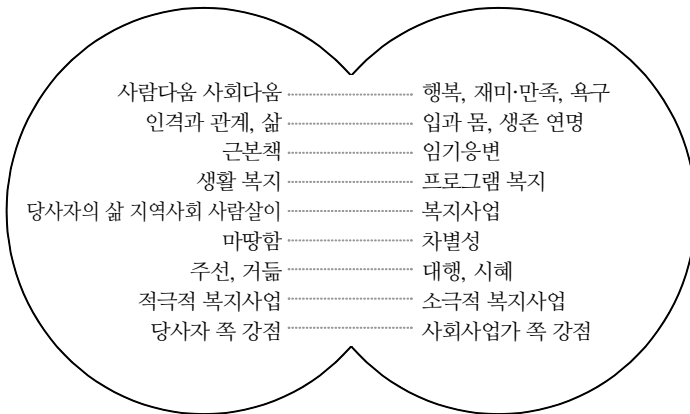 사람다움 사회다움 행복, 재미·만족, 욕구
인격과 관계, 삶 입과 몸, 생존 연명
근본책 임기응변
생활 복지 프로그램 복지
당사자의 삶 지역사회 사람살이 복지사업
마땅함 차별성
주선, 거듦 대행, 시혜
적극적 복지사업 소극적 복지사업
당사자 쪽 강점 사회사업가 쪽 강점